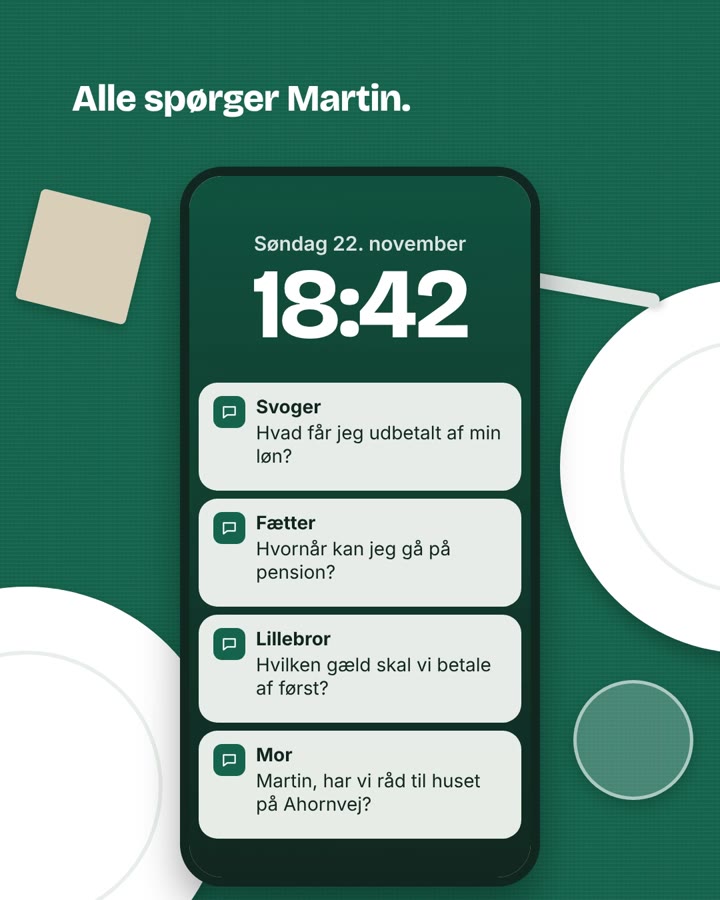 Alle spørger Martin.
Søndag 22. november
18:42
Svoger
Hvad får jeg udbetalt af min
løn?
Fætter
Hvornår kan jeg gå på
pension?
Lillebror
Hvilken gæld skal vi betale
af først?
Mor
Martin, har vi råd til huset
på Ahornvej?